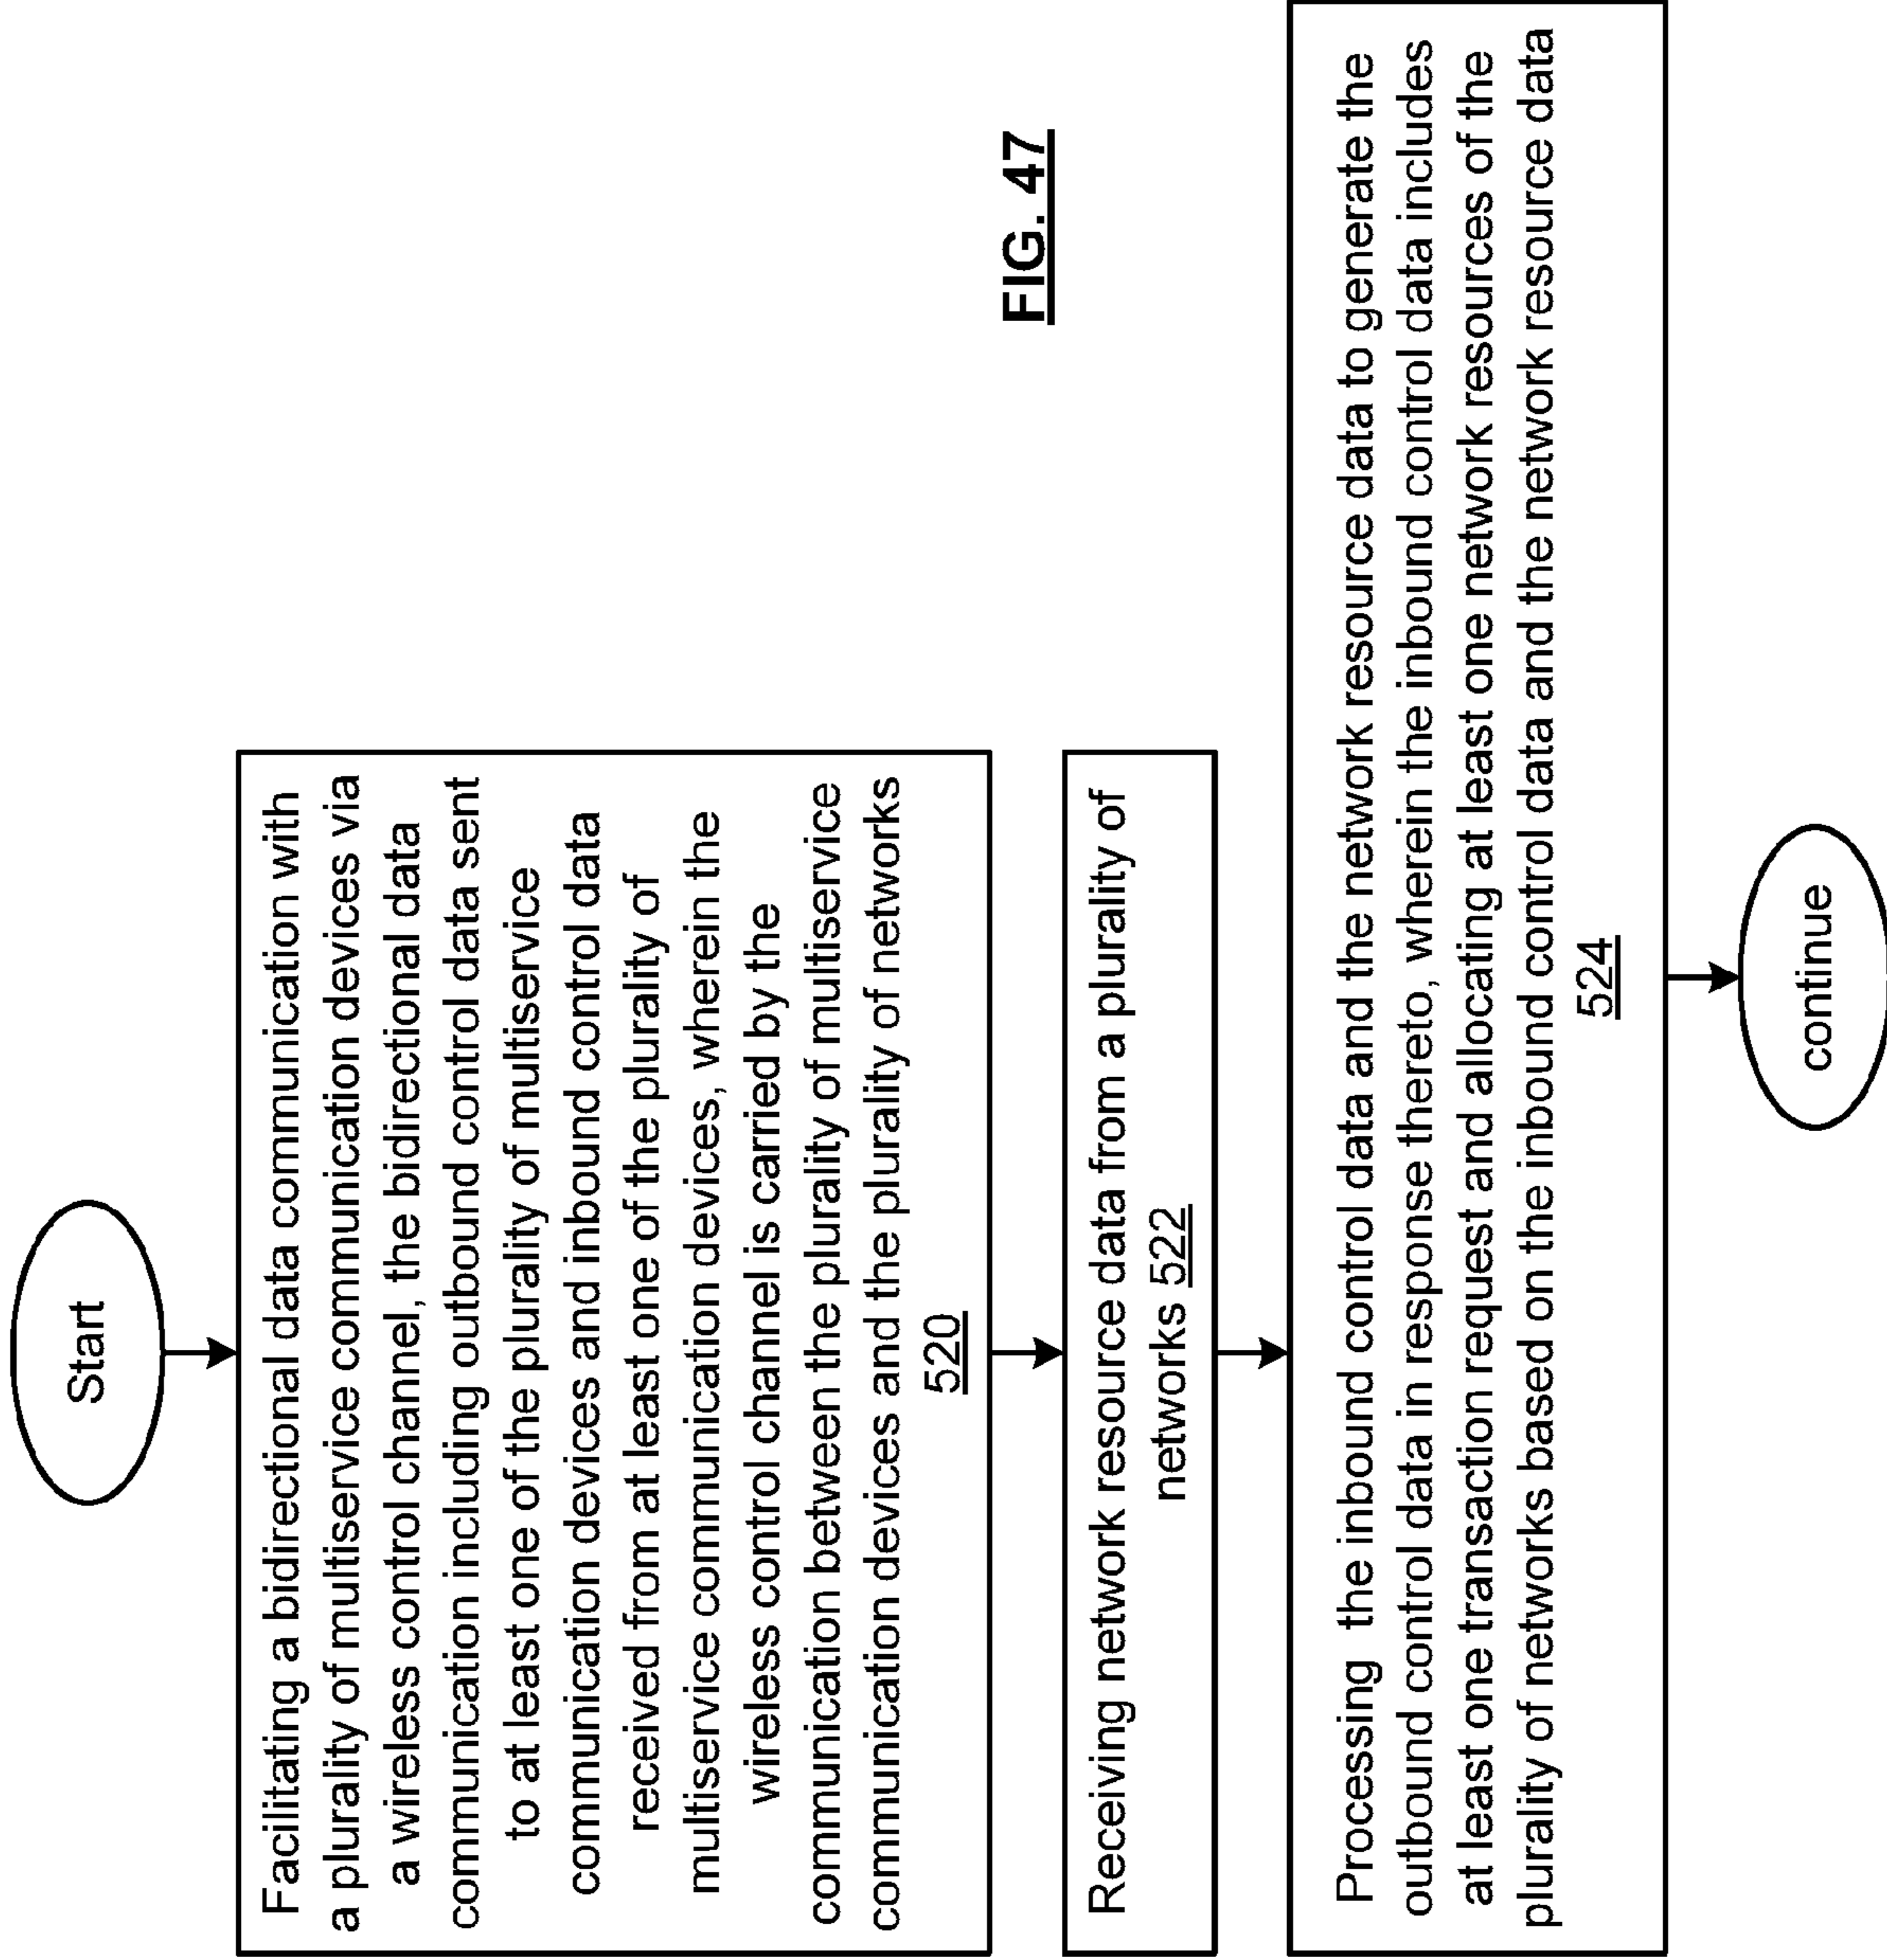 Start
Facilitating a bidirectional data communication with
a plurality of multiservice communication devices via
a wireless control channel, the bidirectional data
communication including outbound control data sent
to at least one of the plurality of multiservice
communication devices and inbound control data
received from at least one of the plurality of
multiservice communication devices, wherein the
wireless control channel is carried by the
communication between the plurality of multiservice
communication devices and the plurality of networks
520
Receiving network resource data from a plurality of
networks 522
FIG. 47
Processing the inbound control data and the network resource data to generate the
outbound control data in response thereto, wherein the inbound control data includes
at least one transaction request and allocating at least one network resources of the
plurality of networks based on the inbound control data and the network resource data
524
continue